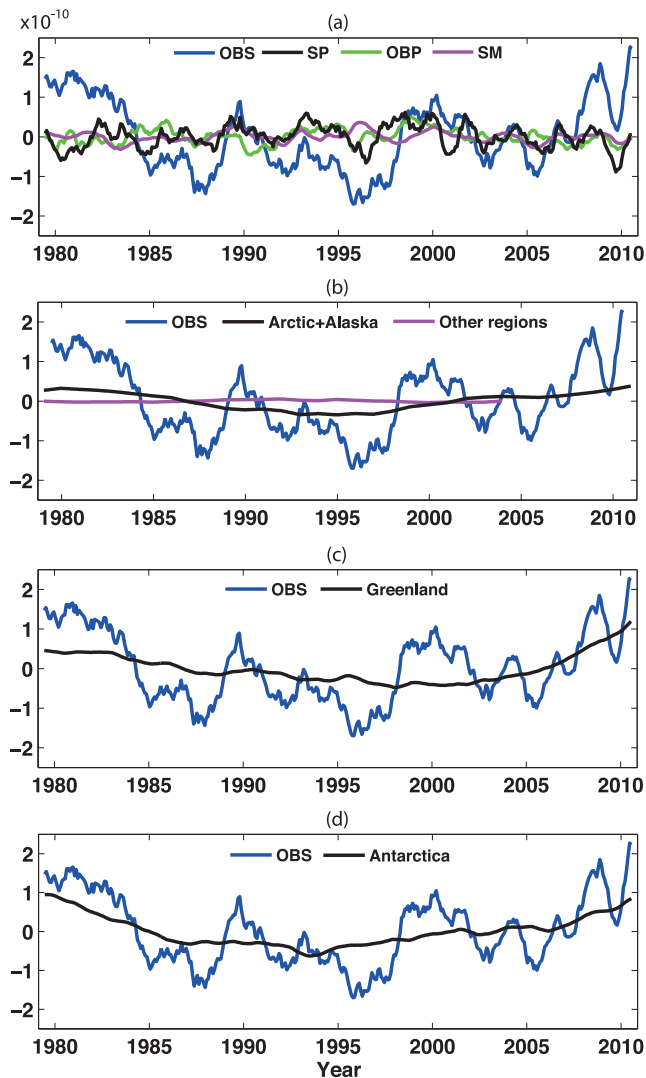 (a)
x10-10
OBS SP OBP SM
2
1
0
−1
−2
1980 1985 1990 1995 2000 2005 2010
(b)
OBS Arctic+Alaska Other regions
2
1
0
−1
−2
1980 1985 1990 1995 2000 2005 2010
(c)
OBS Greenland
2
1
0
−1
−2
1980 1985 1990 1995 2000 2005 2010
(d)
OBS Antarctica
2
1
0
−1
−2
1980 1985 1990 1995 2000 2005 2010
Year